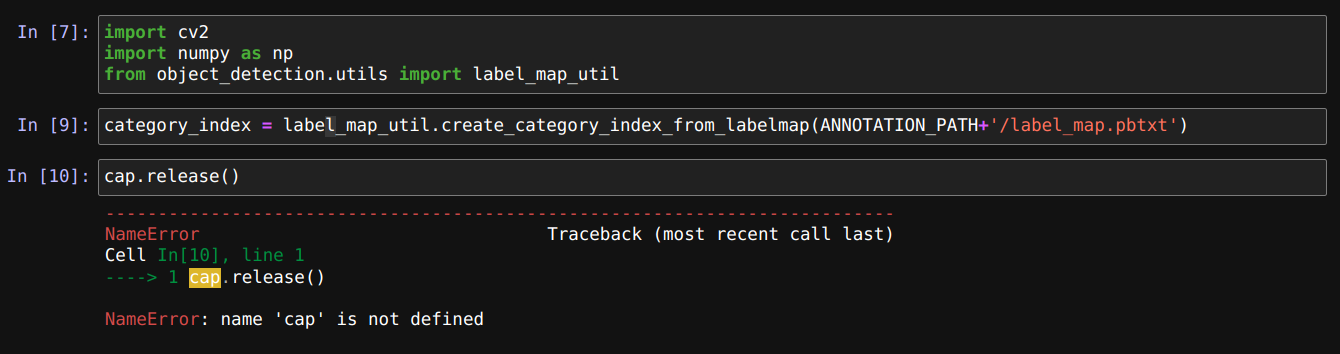 In [7]: import cv2
import numpy as np
from object_detection.utils import label_map_util
In [9]: category_index = label_map_util.create_category_index_from_labelmap(ANNOTATION_PATH+'/label_map.pbtxt')
In [10]: cap.release()
---------------------------------------------------------------------------
NameError Traceback (most recent call last)
Cell In[10], line 1
----> 1 cap.release()
NameError: name 'cap' is not defined